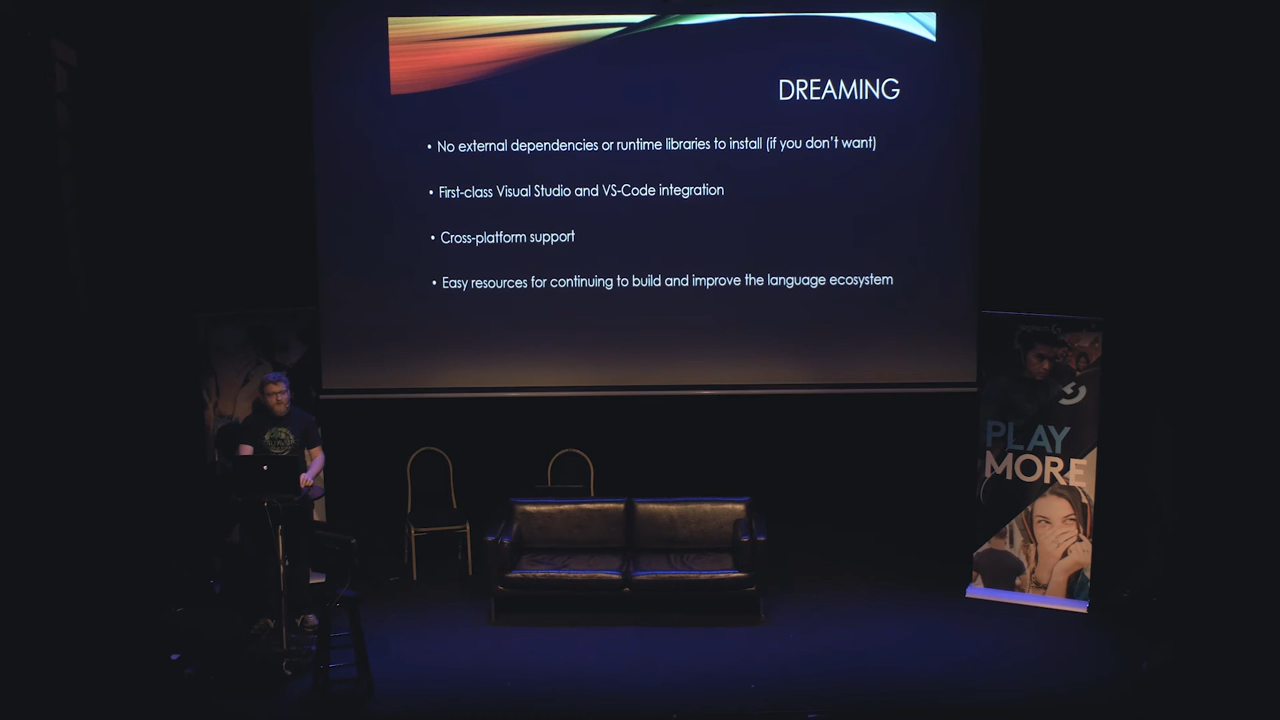 DREAMING
• No external dependencies or runtime libraries to install (if you don't want)
• First-class Visual Studio and VS-Code integration
• Cross-platform support
• Easy resources for continuing to build and improve the language ecosystem
PLAY
MORE